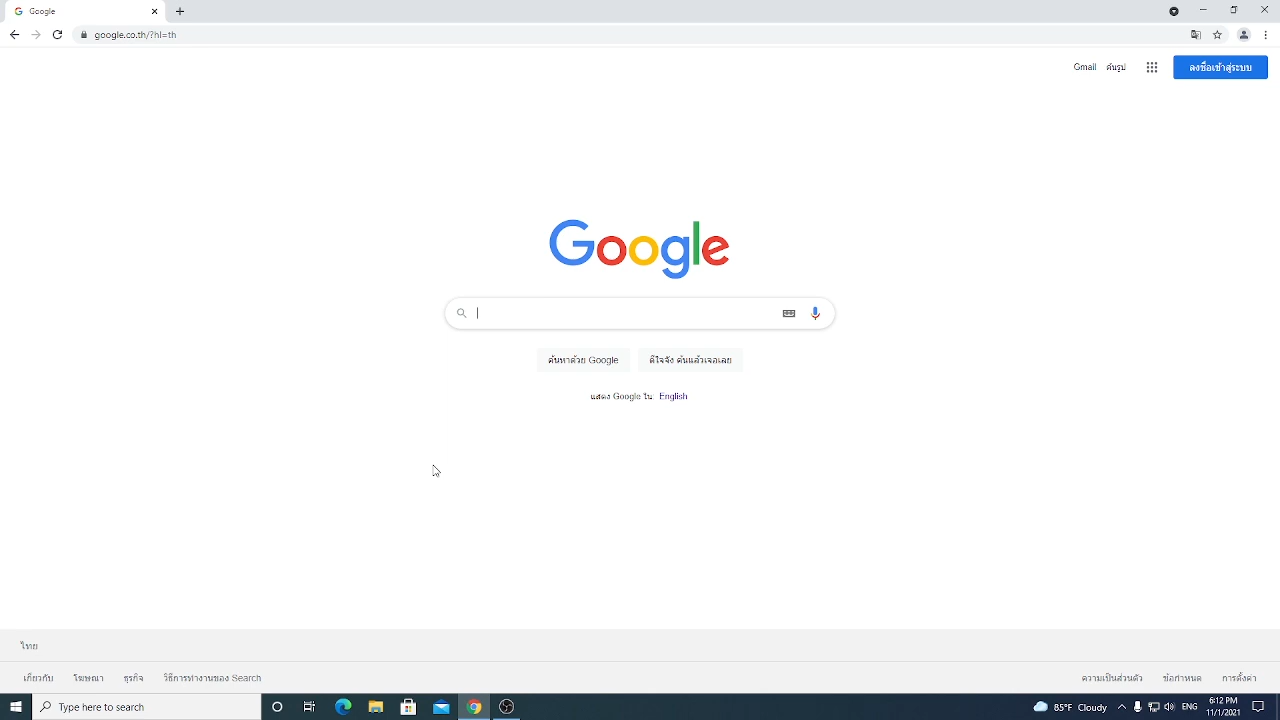 Google
google.co.th/?hl=th
Gmail ค้นรูป ลงชื่อเข้าสู่ระบบ
Google
ค้นหาด้วย Google ดีใจจัง ค้นแล้วเจอเลย
แสดง Google ใน: English
ไทย
เกี่ยวกับ โฆษณา ธุรกิจ วิธีการทำงานของ Search ความเป็นส่วนตัว ข้อกำหนด การตั้งค่า
Type here to search 85°F Cloudy ENG 6:12 PM
11/1/2021